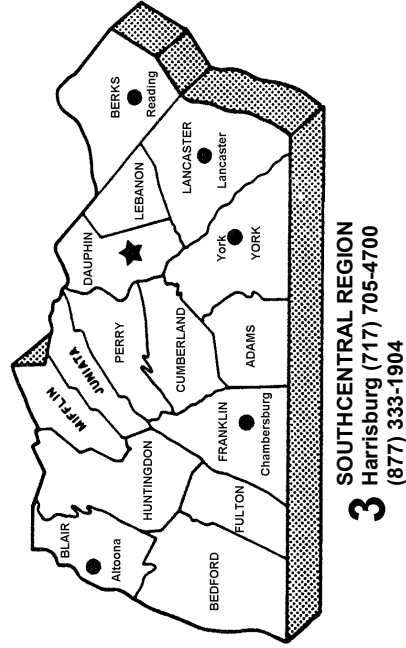 BLAIR
Altoona
BEDFORD
HUNTINGDON
FULTON
MIFFLIN
JUNIATA
PERRY
CUMBERLAND
FRANKLIN
Chambersburg
ADAMS
DAUPHIN
LEBANON
York
YORK
LANCASTER
Lancaster
BERKS
Reading
3 SOUTHCENTRAL REGION
Harrisburg (717) 705-4700
(877) 333-1904